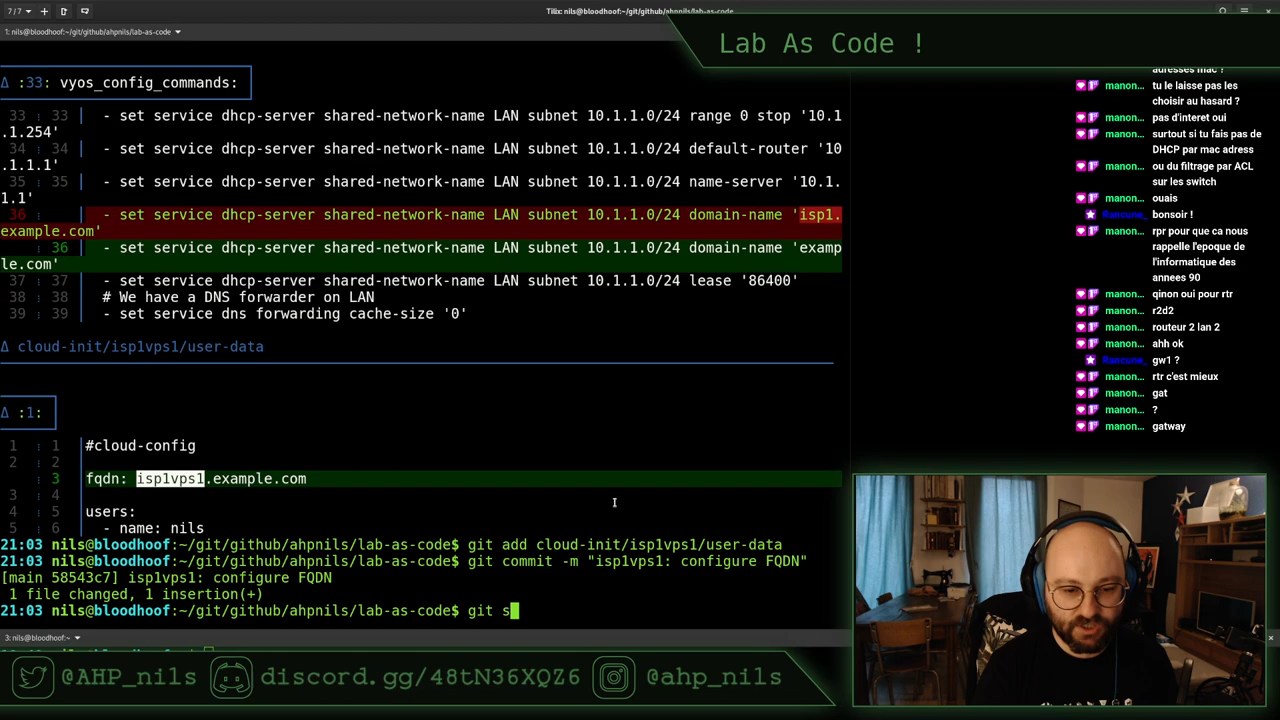 7/7
Tilix: nils@bloodhoof:~/git/github/ahpnils/lab-as-code
1: nils@bloodhoof:~/git/github/ahpnils/lab-as-code
Lab As Code !
Δ :33: vyos_config_commands:
33 ⋮ 33 │ - set service dhcp-server shared-network-name LAN subnet 10.1.1.0/24 range 0 stop '10.1
.1.254'
34 ⋮ 34 │ - set service dhcp-server shared-network-name LAN subnet 10.1.1.0/24 default-router '10
.1.1.1'
35 ⋮ 35 │ - set service dhcp-server shared-network-name LAN subnet 10.1.1.0/24 name-server '10.1.
1.1'
36 ⋮ │ - set service dhcp-server shared-network-name LAN subnet 10.1.1.0/24 domain-name 'isp1.
example.com'
⋮ 36 │ - set service dhcp-server shared-network-name LAN subnet 10.1.1.0/24 domain-name 'examp
le.com'
37 ⋮ 37 │ - set service dhcp-server shared-network-name LAN subnet 10.1.1.0/24 lease '86400'
38 ⋮ 38 │ # We have a DNS forwarder on LAN
39 ⋮ 39 │ - set service dns forwarding cache-size '0'
Δ cloud-init/isp1vps1/user-data
Δ :1:
1 ⋮ 1 │#cloud-config
2 ⋮ 2 │
⋮ 3 │fqdn: isp1vps1.example.com
3 ⋮ 4 │
4 ⋮ 5 │users:
5 ⋮ 6 │ - name: nils
21:03 nils@bloodhoof:~/git/github/ahpnils/lab-as-code$ git add cloud-init/isp1vps1/user-data
21:03 nils@bloodhoof:~/git/github/ahpnils/lab-as-code$ git commit -m "isp1vps1: configure FQDN"
[main 58543c7] isp1vps1: configure FQDN
1 file changed, 1 insertion(+)
21:03 nils@bloodhoof:~/git/github/ahpnils/lab-as-code$ git s
3: nils@bloodhoof:~
adresses mac ?
manon... tu le laisse pas les
choisir au hasard ?
manon... pas d'interet oui
manon... surtout si tu fais pas de
DHCP par mac adress
manon... ou du filtrage par ACL
sur les switch
manon... ouais
Rancune_ bonsoir !
manon... rpr pour que ca nous
rappelle l'epoque de
l'informatique des
annees 90
manon... qinon oui pour rtr
manon... r2d2
manon... routeur 2 lan 2
manon... ahh ok
Rancune_ gw1 ?
manon... rtr c'est mieux
manon... gat
manon... ?
manon... gatway
@AHP_nils
discord.gg/48tN36XQZ6
@ahp_nils